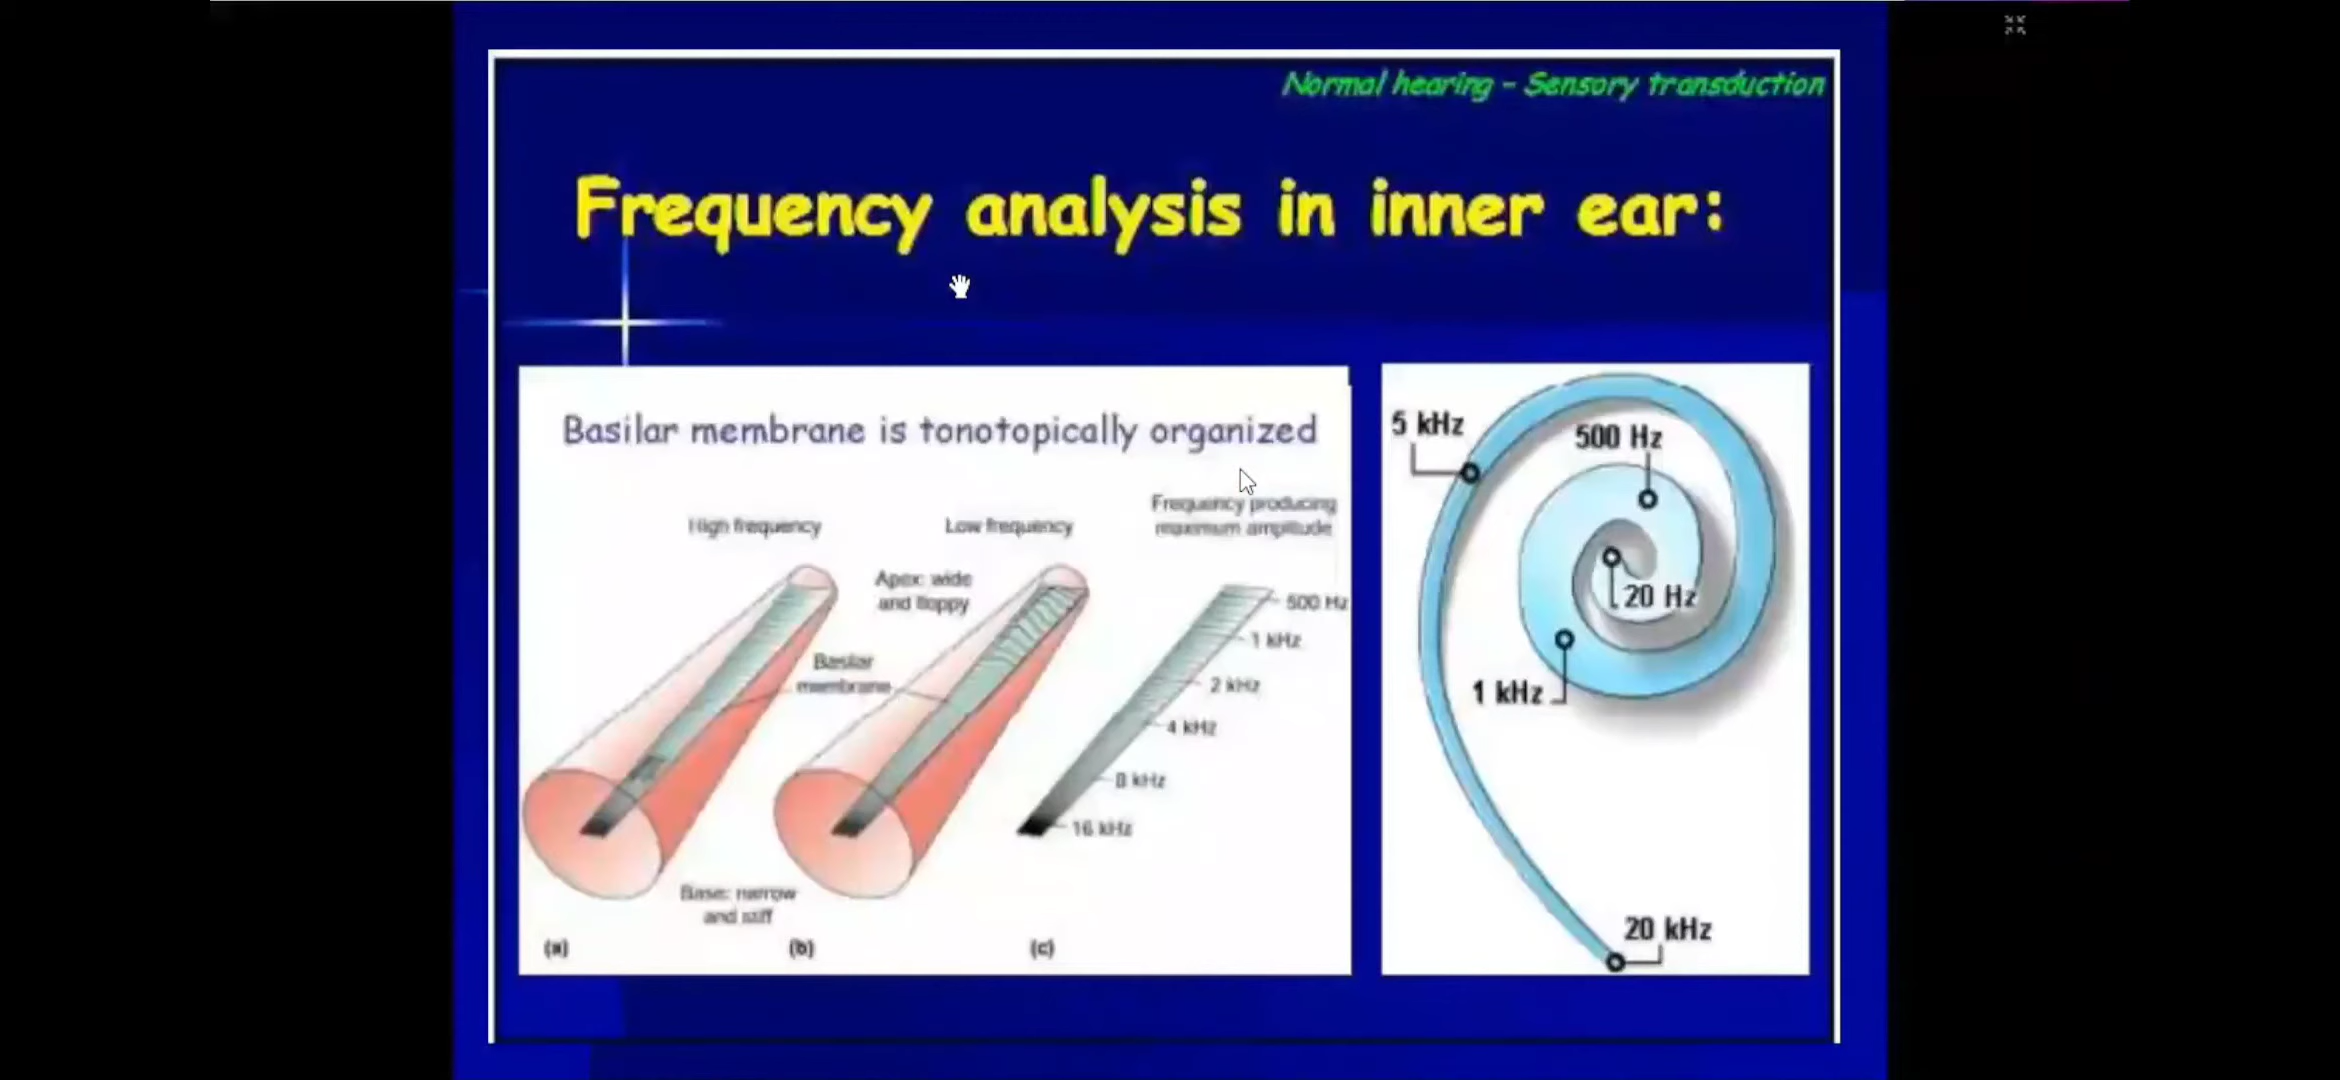 Normal hearing - Sensory transduction
Frequency analysis in inner ear:
Basilar membrane is tonotopically organized
High frequency
Low frequency
Frequency producing
maximum amplitude
Apex: wide
and floppy
Basilar
membrane
Base: narrow
and stiff
500 Hz
1 kHz
2 kHz
4 kHz
8 kHz
16 kHz
(a)
(b)
(c)
5 kHz
500 Hz
20 Hz
1 kHz
20 kHz